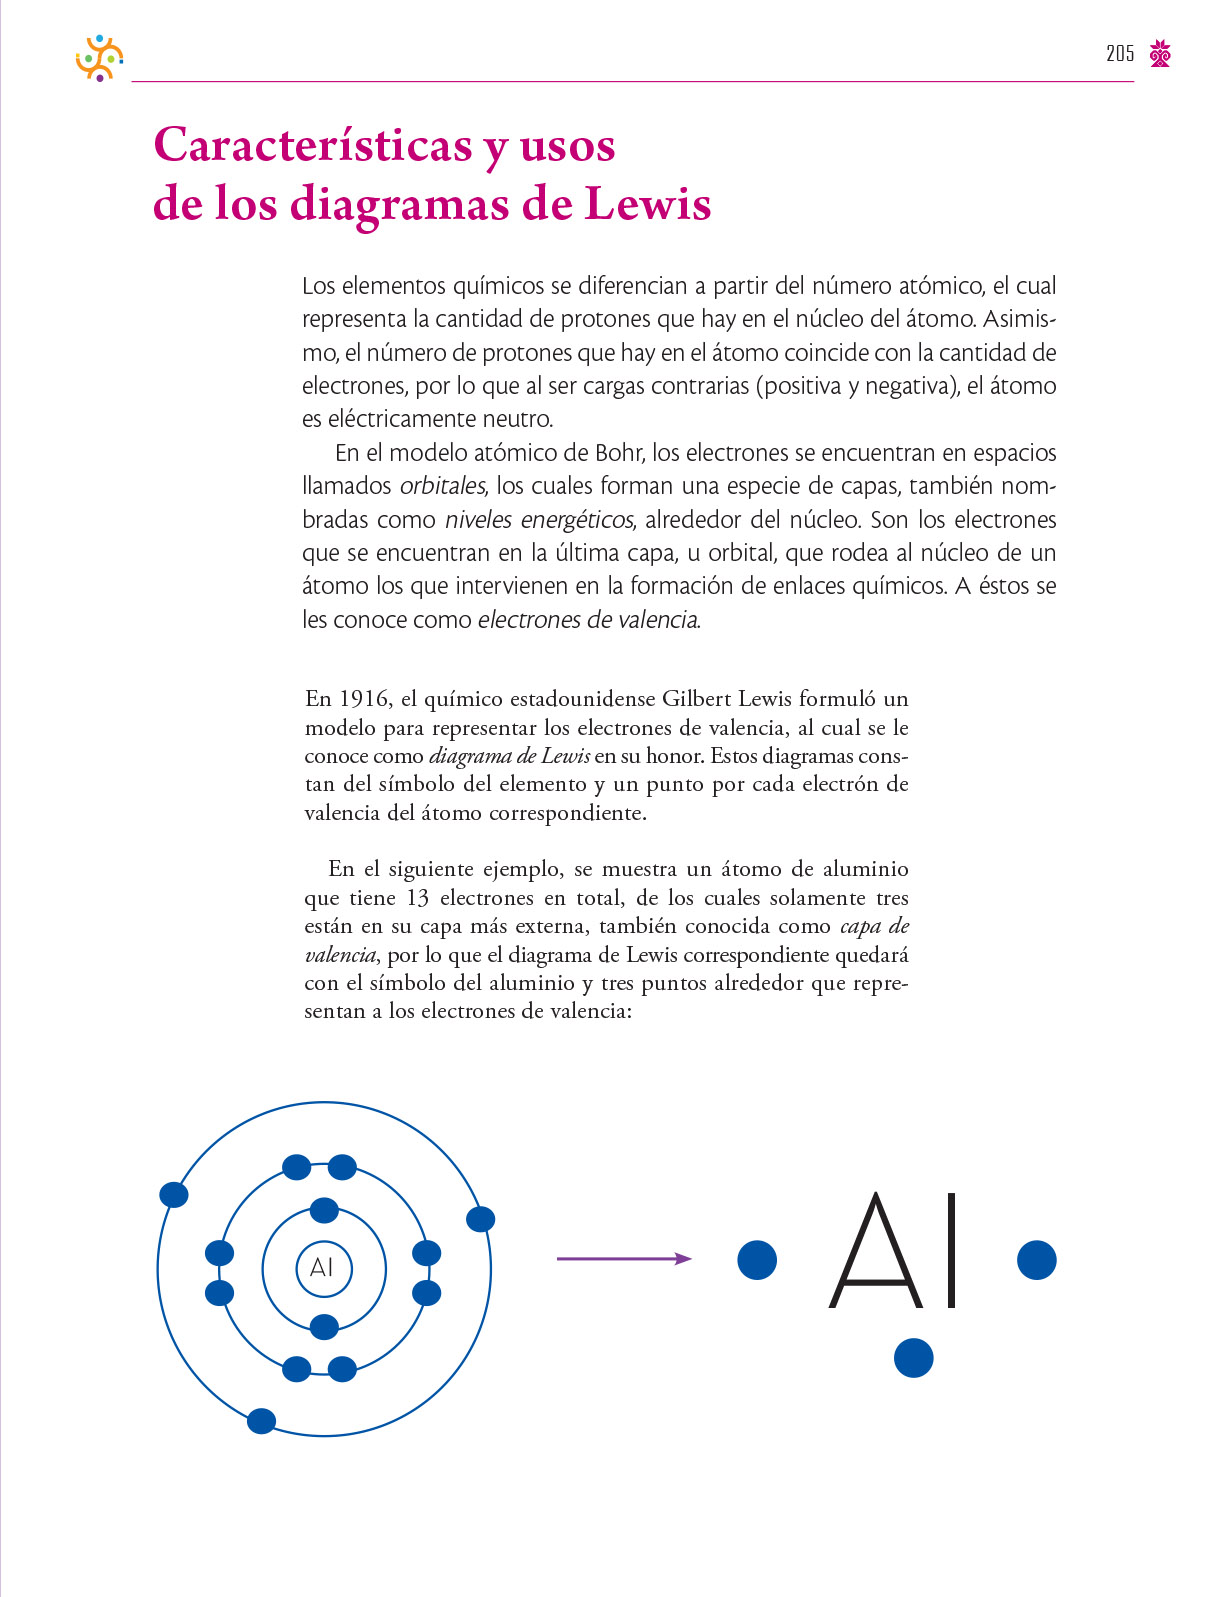 205
Características y usos
de los diagramas de Lewis
Los elementos químicos se diferencian a partir del número atómico, el cual
representa la cantidad de protones que hay en el núcleo del átomo. Asimis-
mo, el número de protones que hay en el átomo coincide con la cantidad de
electrones, por lo que al ser cargas contrarias (positiva y negativa), el átomo
es eléctricamente neutro.
En el modelo atómico de Bohr, los electrones se encuentran en espacios
llamados orbitales, los cuales forman una especie de capas, también nom-
bradas como niveles energéticos, alrededor del núcleo. Son los electrones
que se encuentran en la última capa, u orbital, que rodea al núcleo de un
átomo los que intervienen en la formación de enlaces químicos. A éstos se
les conoce como electrones de valencia.
En 1916, el químico estadounidense Gilbert Lewis formuló un
modelo para representar los electrones de valencia, al cual se le
conoce como diagrama de Lewis en su honor. Estos diagramas cons-
tan del símbolo del elemento y un punto por cada electrón de
valencia del átomo correspondiente.
En el siguiente ejemplo, se muestra un átomo de aluminio
que tiene 13 electrones en total, de los cuales solamente tres
están en su capa más externa, también conocida como capa de
valencia, por lo que el diagrama de Lewis correspondiente quedará
con el símbolo del aluminio y tres puntos alrededor que repre-
sentan a los electrones de valencia:
Al
Al